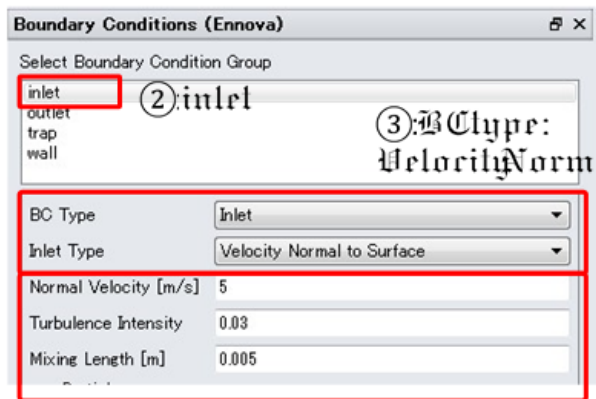 Boundary Conditions (Ennova)
Select Boundary Condition Group
inlet
②:inlet
outlet
trap
wall
③:BCtype:
VelocityNorm
BC Type Inlet
Inlet Type Velocity Normal to Surface
Normal Velocity [m/s] 5
Turbulence Intensity 0.03
Mixing Length [m] 0.005